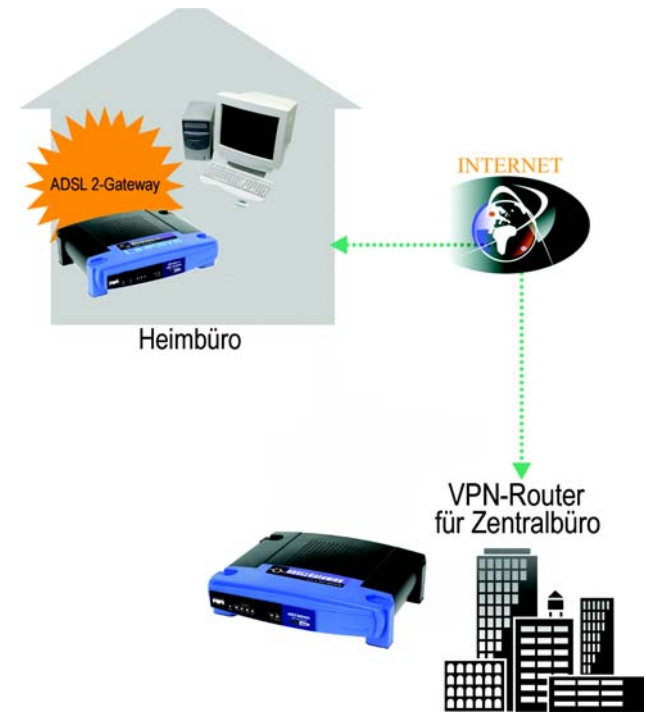 ADSL 2-Gateway
INTERNET
Heimbüro
VPN-Router
für Zentralbüro